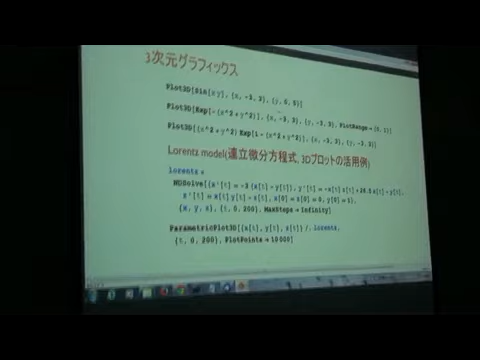 3次元グラフィックス
Plot3D[Sin[x y], {x, -3, 3}, {y, 0, 5}]
Plot3D[Exp[-(x^2+y^2)], {x, -3, 3}, {y, -3, 3}, PlotRange→{0, 1}]
Plot3D[(x^2+y^2) Exp[1-(x^2+y^2)], {x, -3, 3}, {y, -3, 3}]
Lorentz model(連立微分方程式, 3Dプロットの活用例)
lorentz =
NDSolve[{x'[t] = -3 (x[t] - y[t]), y'[t] = -x[t] z[t] + 26.5 x[t] - y[t],
z'[t] = x[t] y[t] - z[t], x[0] = z[0] = 0, y[0] = 1},
{x, y, z}, {t, 0, 200}, MaxSteps → Infinity]
ParametricPlot3D[{x[t], y[t], z[t]} /. lorentz,
{t, 0, 200}, PlotPoints → 10000]